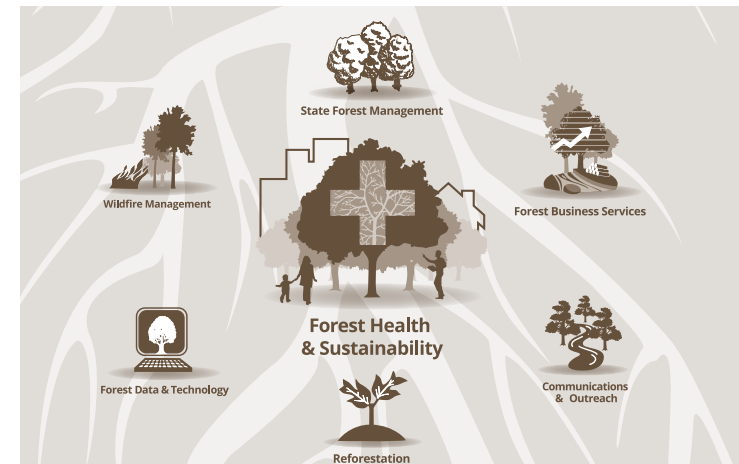 State Forest Management
Wildfire Management
Forest Business Services
Forest Health
& Sustainability
Forest Data & Technology
Communications
& Outreach
Reforestation